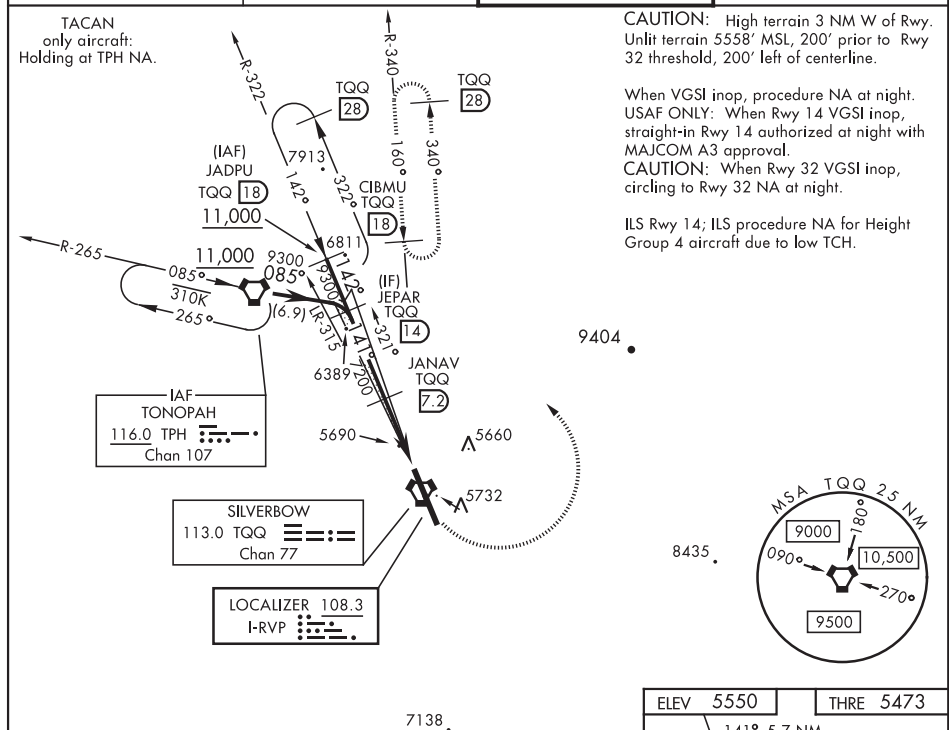 TACAN
only aircraft:
Holding at TPH NA.
CAUTION: High terrain 3 NM W of Rwy.
Unlit terrain 5558' MSL, 200' prior to Rwy
32 threshold, 200' left of centerline.
When VGSI inop, procedure NA at night.
USAF ONLY: When Rwy 14 VGSI inop,
straight-in Rwy 14 authorized at night with
MAJCOM A3 approval.
CAUTION: When Rwy 32 VGSI inop,
circling to Rwy 32 NA at night.
ILS Rwy 14; ILS procedure NA for Height
Group 4 aircraft due to low TCH.
R-322
R-340
TQQ
28
TQQ
28
7913
142°
322°
160°
340°
(IAF)
JADPU
TQQ 18
11,000
CIBMU
TQQ
18
6811
R-265
11,000
9300
085°
085°
310K
265°
(6.9)
9300
142°
LR-315
141°
321°
(IF)
JEPAR
TQQ
14
6389
7200
JANAV
TQQ
7.2
9404
IAF
TONOPAH
116.0 TPH
Chan 107
5690
5660
5732
SILVERBOW
113.0 TQQ
Chan 77
LOCALIZER 108.3
I-RVP
8435
MSA TQQ 25 NM
9000
180°
090°
10,500
270°
9500
7138
ELEV 5550
THRE 5473
141° 5.7 NM